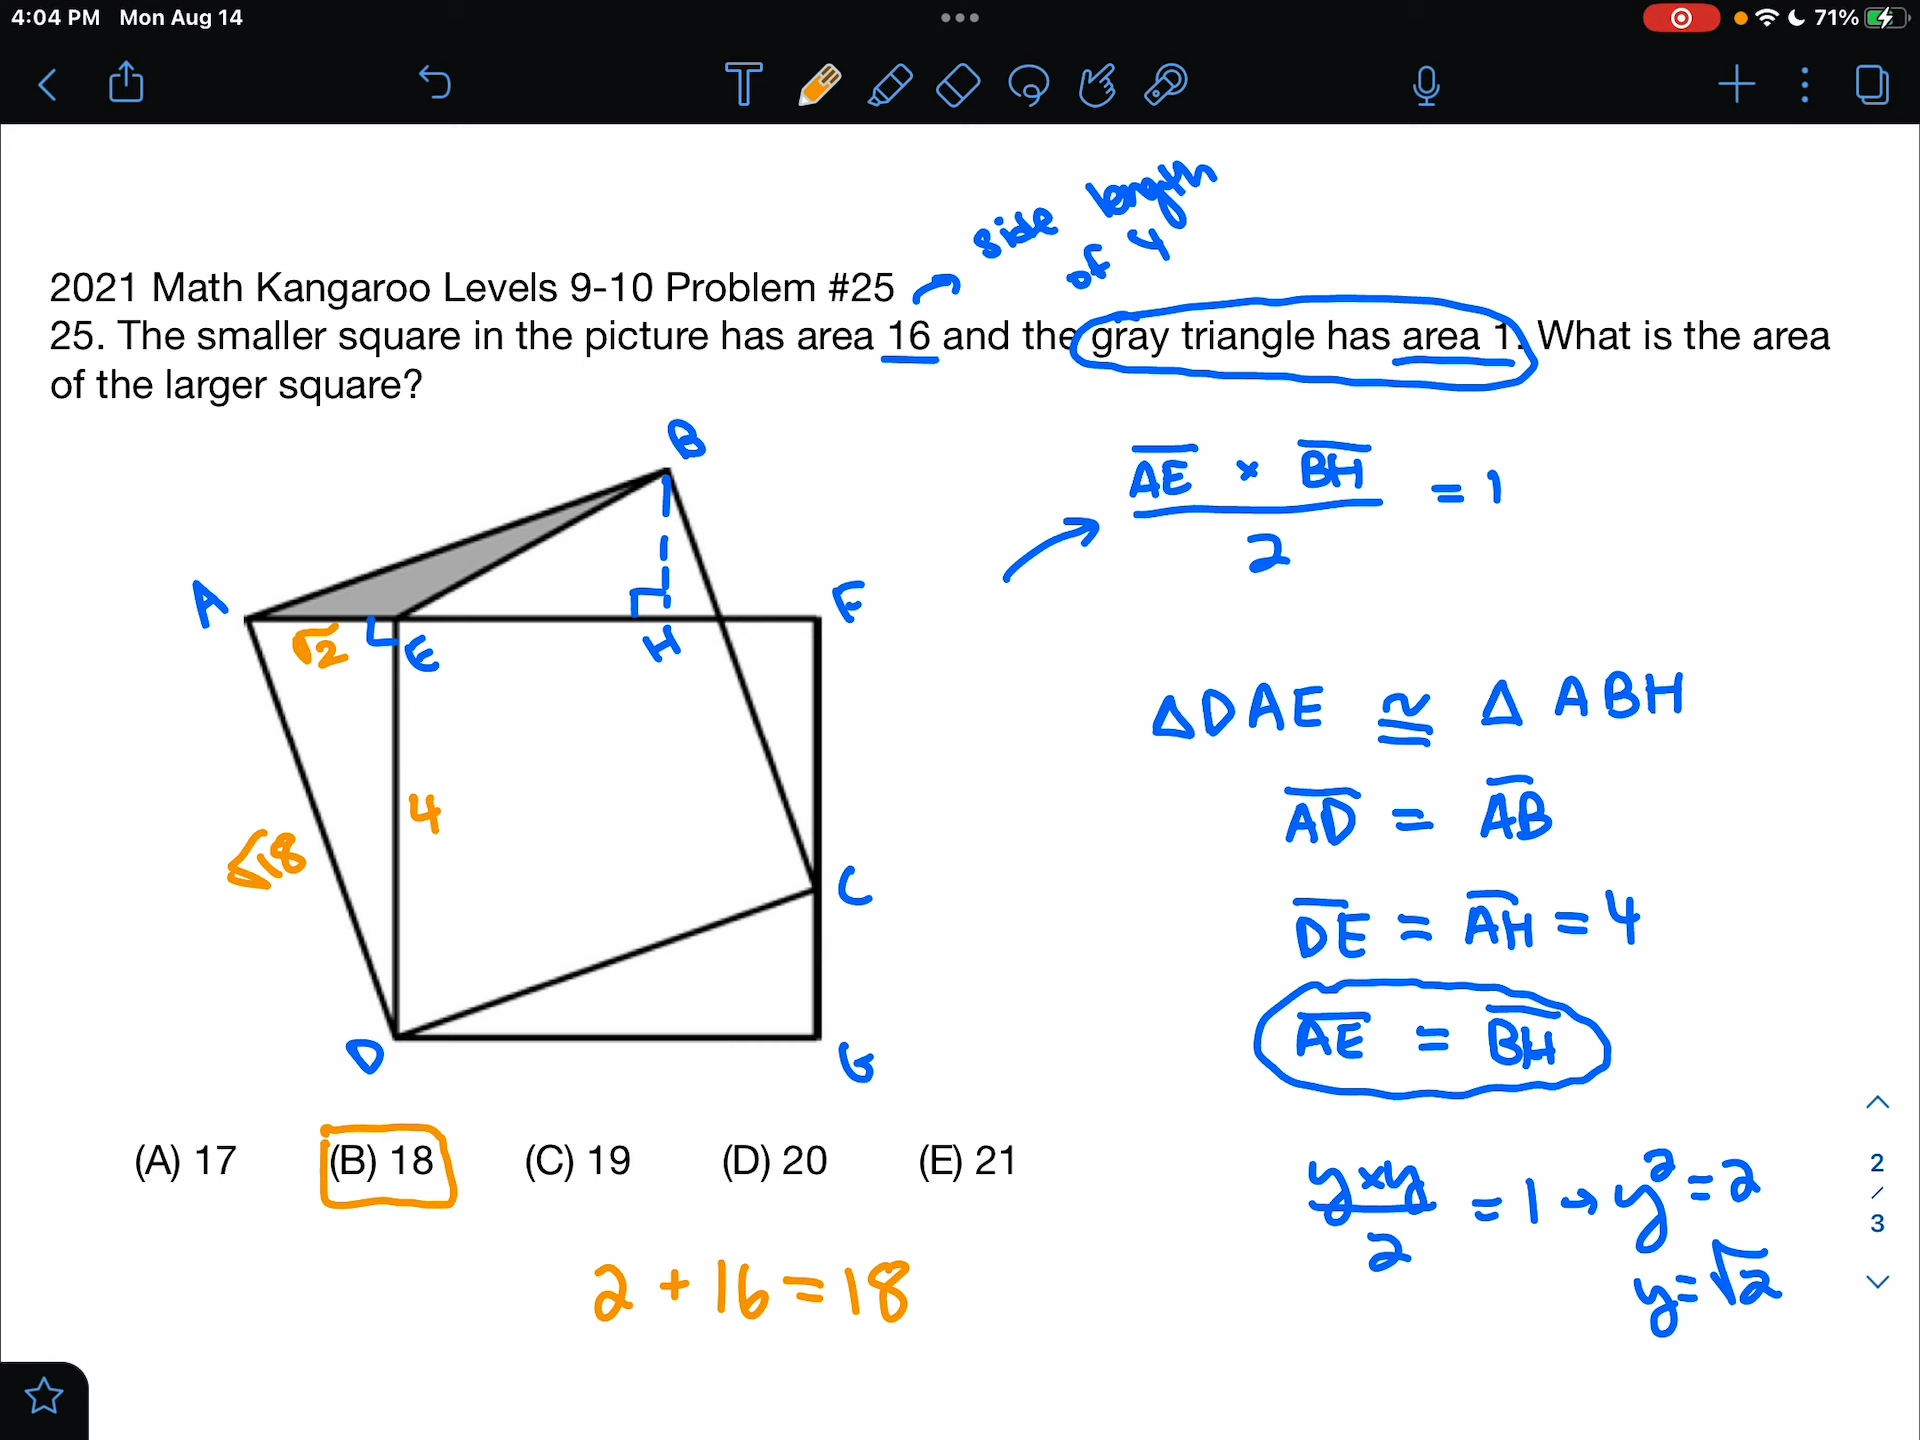 4:04 PM Mon Aug 14
71%
T
side length
of 4
2021 Math Kangaroo Levels 9-10 Problem #25
25. The smaller square in the picture has area 16 and the gray triangle has area 1. What is the area
of the larger square?
B
AE × BH
= 1
2
A
F
√2
E
H
△DAE ≅ △ABH
4
AD = AB
√18
C
DE = AH = 4
AE = BH
D
G
(A) 17 (B) 18 (C) 19 (D) 20 (E) 21
y×y
= 1 → y² = 2
2
y = √2
2 + 16 = 18
2
/
3